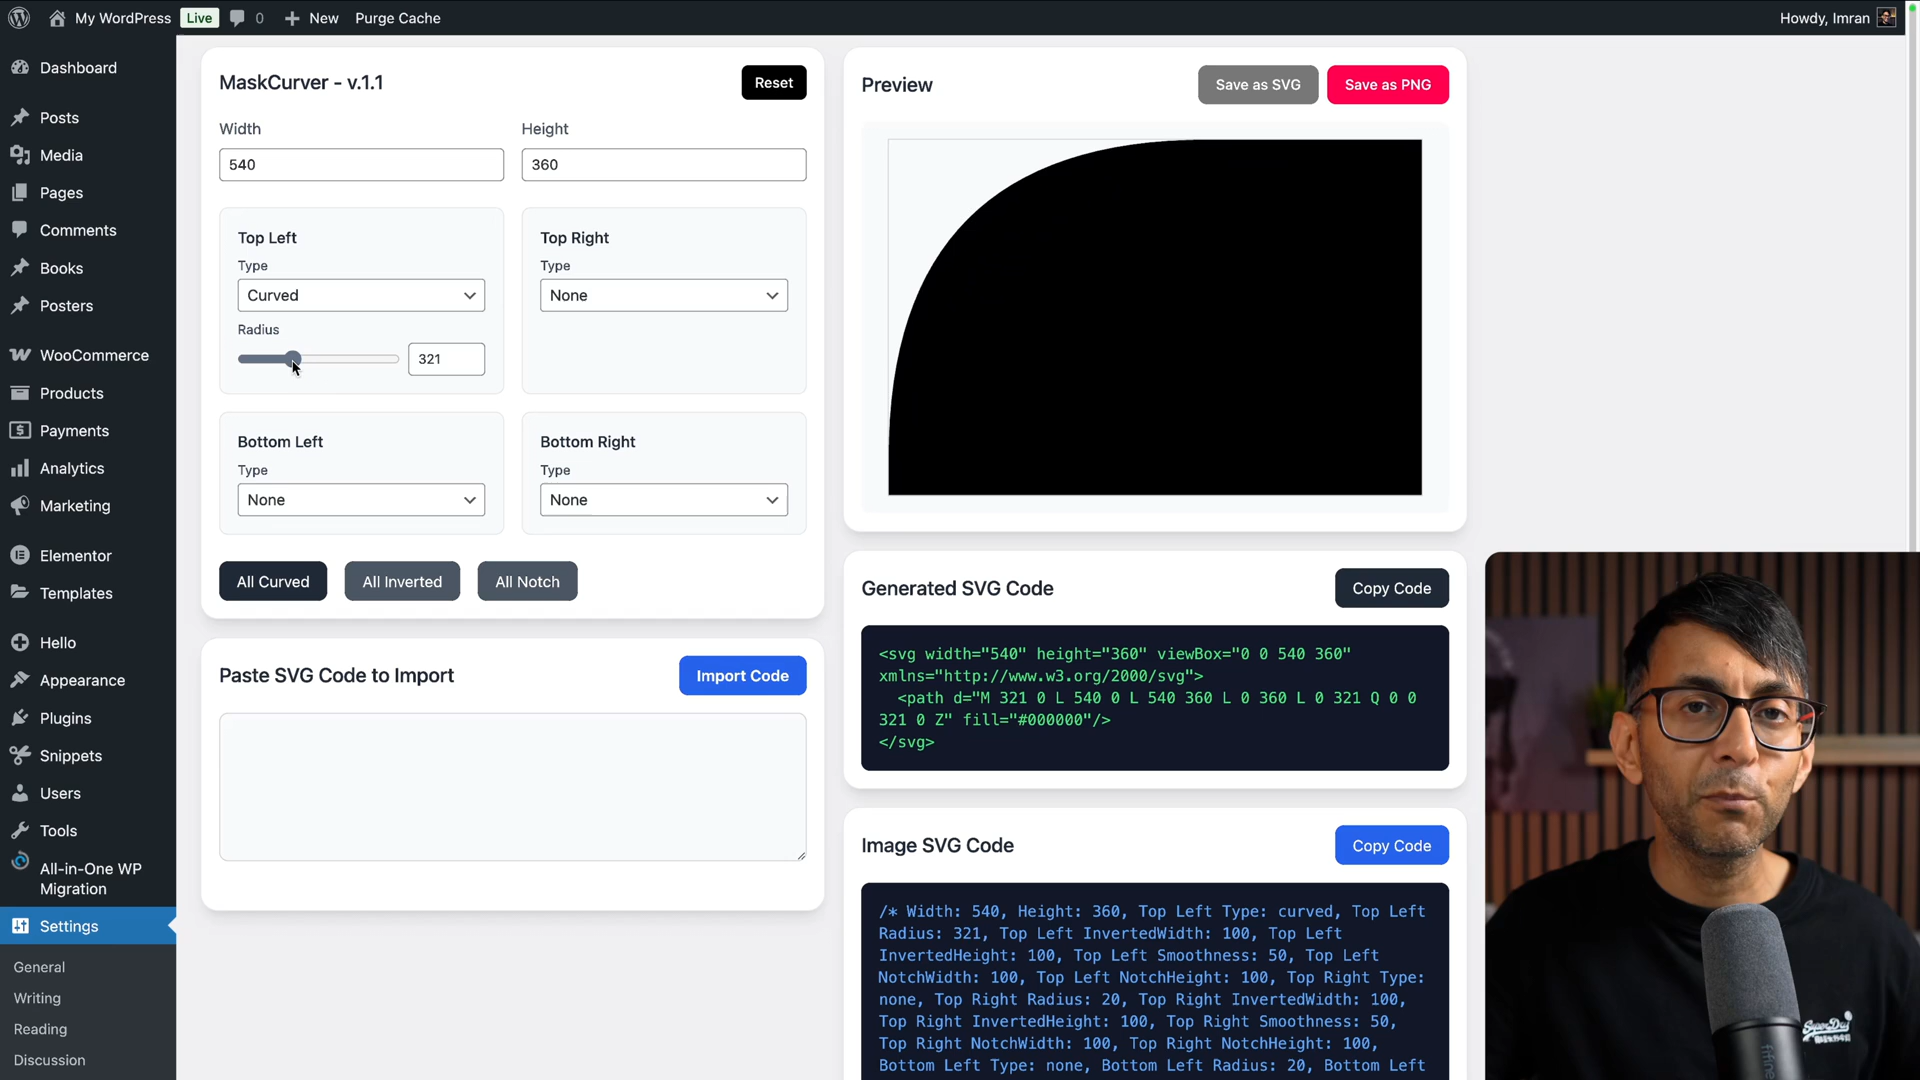 My WordPress
Live
0
New
Purge Cache
Howdy, Imran
Dashboard
Posts
Media
Pages
Comments
Books
Posters
WooCommerce
Products
Payments
Analytics
Marketing
Elementor
Templates
Hello
Appearance
Plugins
Snippets
Users
Tools
All-in-One WP
Migration
Settings
General
Writing
Reading
Discussion
MaskCurver - v.1.1
Reset
Width
Height
540
360
Top Left
Type
Curved
Radius
321
Top Right
Type
None
Bottom Left
Type
None
Bottom Right
Type
None
All Curved
All Inverted
All Notch
Paste SVG Code to Import
Import Code
Preview
Save as SVG
Save as PNG
Generated SVG Code
Copy Code
<svg width="540" height="360" viewBox="0 0 540 360"
xmlns="http://www.w3.org/2000/svg">
<path d="M 321 0 L 540 0 L 540 360 L 0 360 L 0 321 Q 0 0
321 0 Z" fill="#000000"/>
</svg>
Image SVG Code
Copy Code
/* Width: 540, Height: 360, Top Left Type: curved, Top Left
Radius: 321, Top Left InvertedWidth: 100, Top Left
InvertedHeight: 100, Top Left Smoothness: 50, Top Left
NotchWidth: 100, Top Left NotchHeight: 100, Top Right Type:
none, Top Right Radius: 20, Top Right InvertedWidth: 100,
Top Right InvertedHeight: 100, Top Right Smoothness: 50,
Top Right NotchWidth: 100, Top Right NotchHeight: 100,
Bottom Left Type: none, Bottom Left Radius: 20, Bottom Left